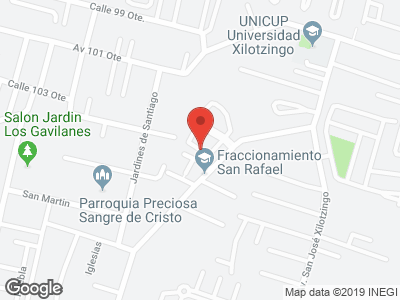 Calle 99 Ote
UNICUP
Universidad
Xilotzingo
Av 101 Ote
Calle 103 Ote
Salon Jardin
Los Gavilanes
Jardines de Santiago
Fraccionamiento
San Rafael
San Martín
Parroquia Preciosa
Sangre de Cristo
Iglesias
. San José Xilotzingo
Google
Map data ©2019 INEGI